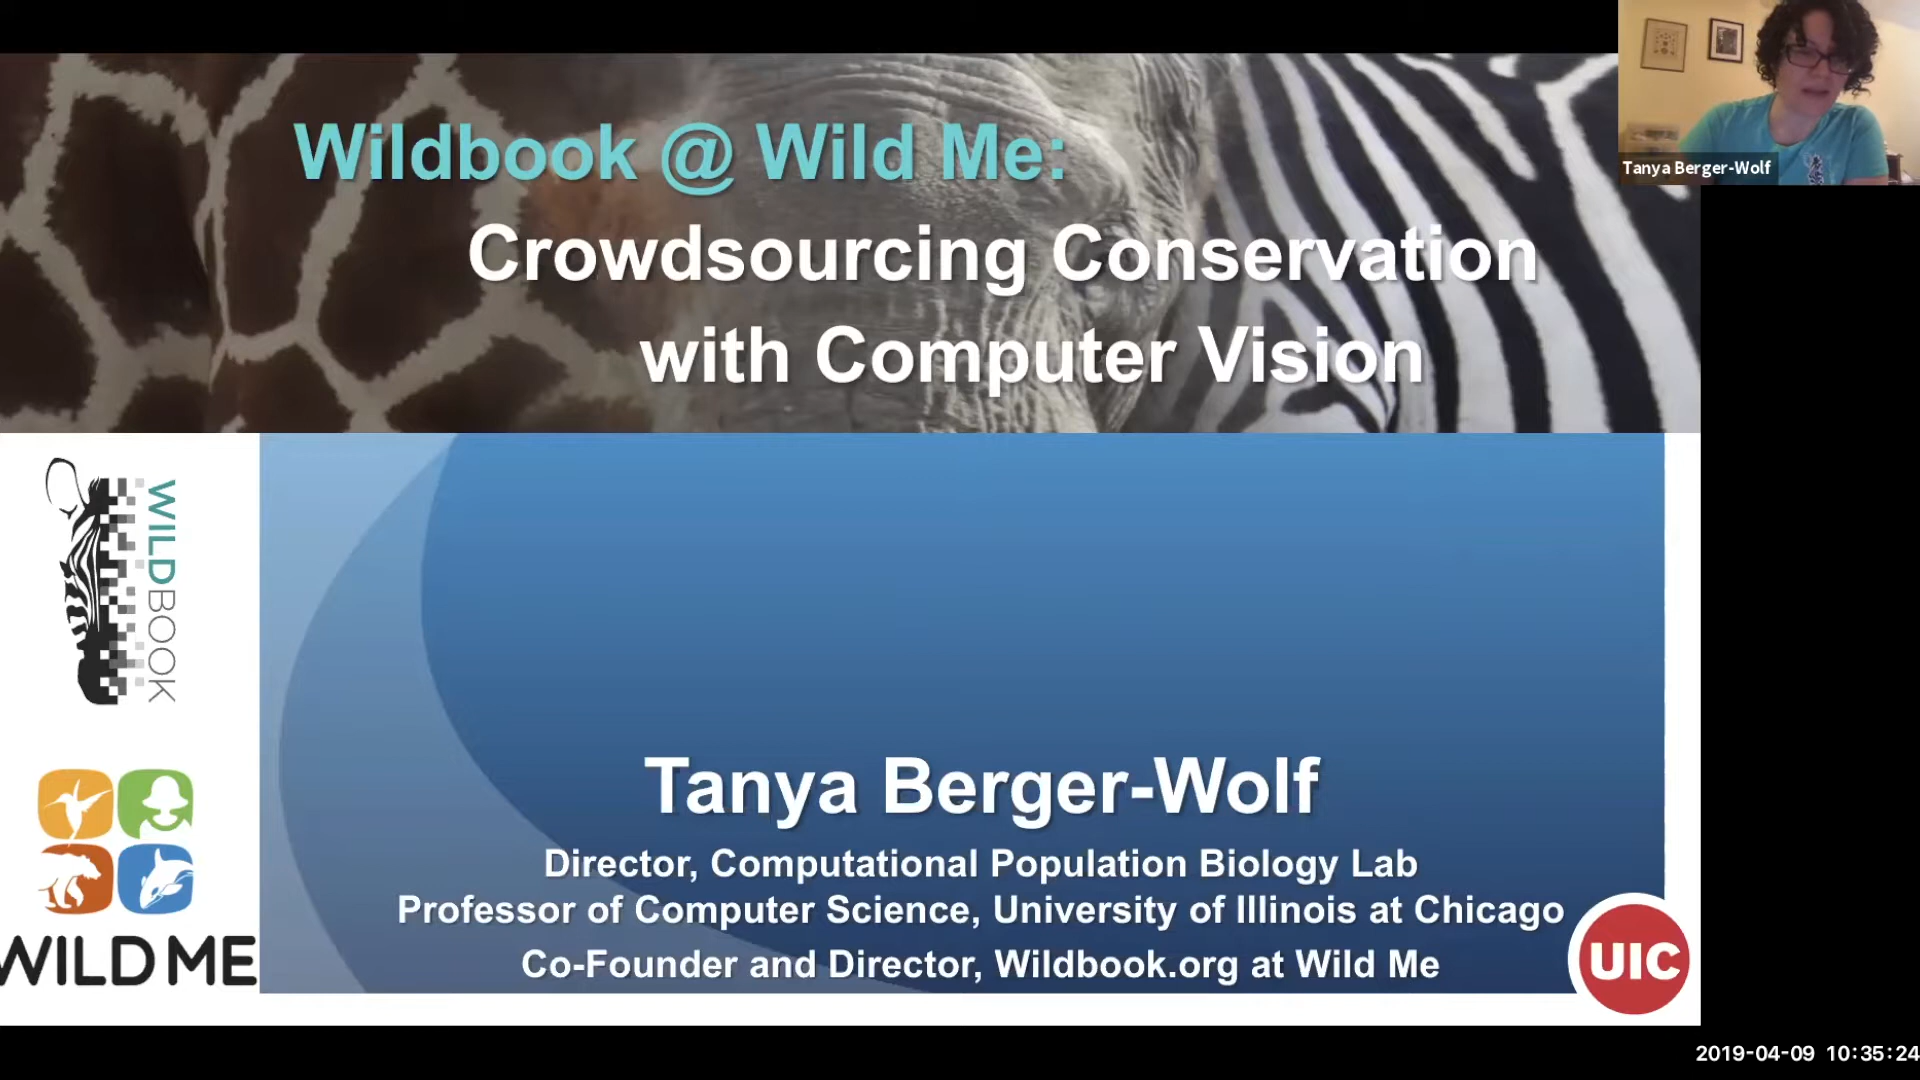 Wildbook @ Wild Me:
Crowdsourcing Conservation
with Computer Vision
Tanya Berger-Wolf
WILDBOOK
WILD ME
Tanya Berger-Wolf
Director, Computational Population Biology Lab
Professor of Computer Science, University of Illinois at Chicago
Co-Founder and Director, Wildbook.org at Wild Me
UIC
2019-04-09 10:35:24